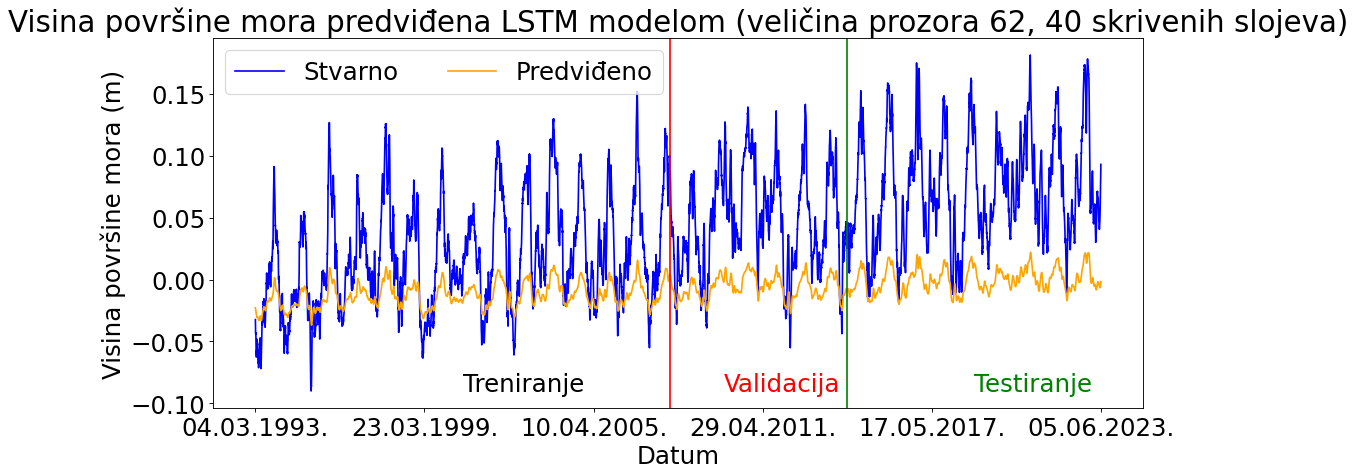 Visina površine mora predviđena LSTM modelom (veličina prozora 62, 40 skrivenih slojeva)
Stvarno Predviđeno
Visina površine mora (m)
0.15
0.10
0.05
0.00
−0.05
−0.10
Treniranje Validacija Testiranje
04.03.1993. 23.03.1999. 10.04.2005. 29.04.2011. 17.05.2017. 05.06.2023.
Datum